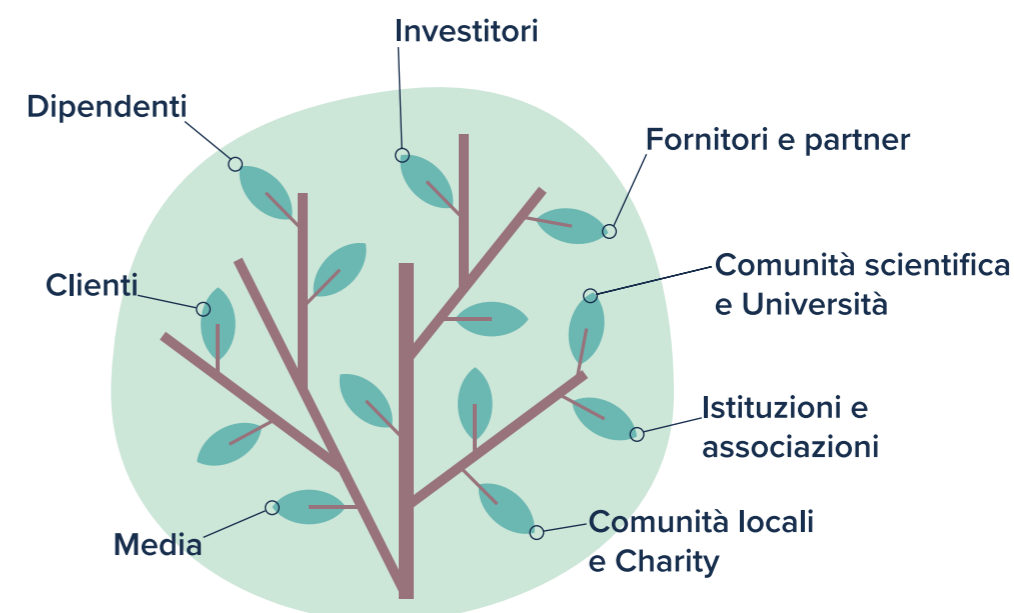 Investitori
Dipendenti
Fornitori e partner
Comunità scientifica
e Università
Clienti
Istituzioni e
associazioni
Comunità locali
e Charity
Media